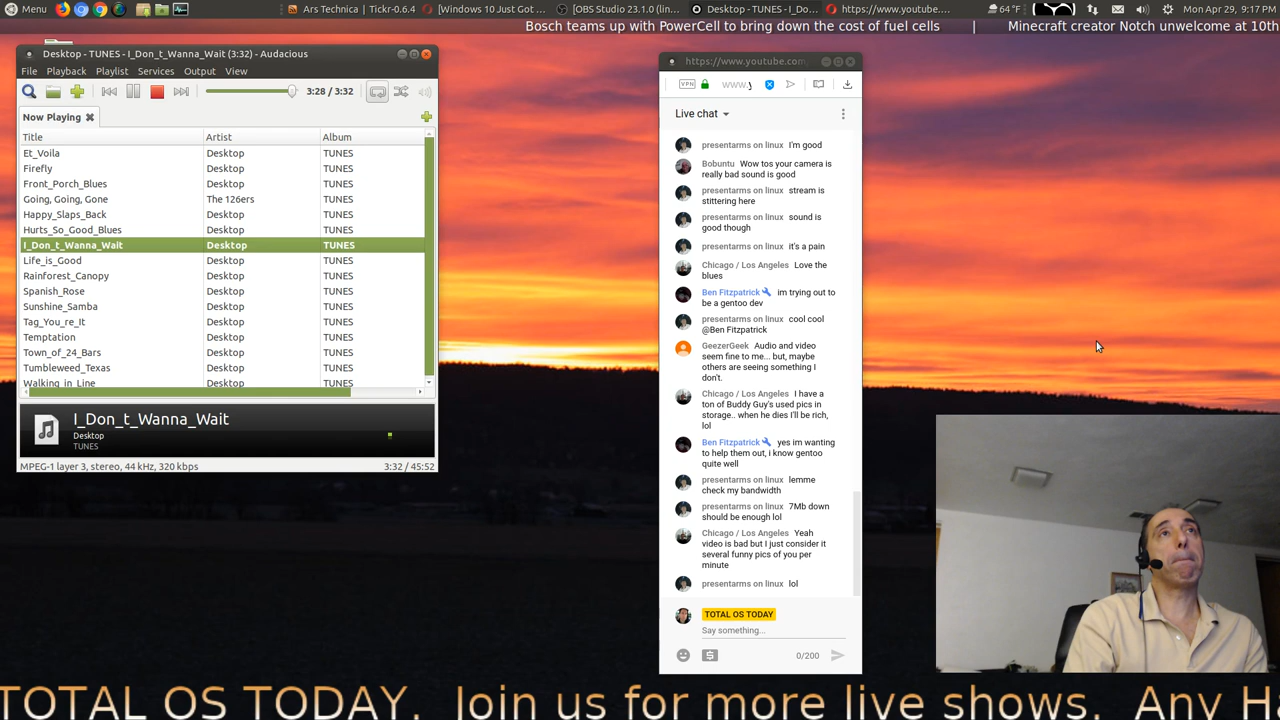 Menu
Ars Technica | Tickr-0.6.4
[Windows 10 Just Got ...
[OBS Studio 23.1.0 (lin...
Desktop - TUNES - I_Do...
https://www.youtube.co...
64 °F
Mon Apr 29, 9:17 PM
Bosch teams up with PowerCell to bring down the cost of fuel cells | Minecraft creator Notch unwelcome at 10th
Desktop - TUNES - I_Don_t_Wanna_Wait (3:32) - Audacious
File Playback Playlist Services Output View
3:28 / 3:32
Now Playing
Title Artist Album
Et_Voila Desktop TUNES
Firefly Desktop TUNES
Front_Porch_Blues Desktop TUNES
Going, Going, Gone The 126ers TUNES
Happy_Slaps_Back Desktop TUNES
Hurts_So_Good_Blues Desktop TUNES
I_Don_t_Wanna_Wait Desktop TUNES
Life_is_Good Desktop TUNES
Rainforest_Canopy Desktop TUNES
Spanish_Rose Desktop TUNES
Sunshine_Samba Desktop TUNES
Tag_You_re_It Desktop TUNES
Temptation Desktop TUNES
Town_of_24_Bars Desktop TUNES
Tumbleweed_Texas Desktop TUNES
Walking_in_Line Desktop TUNES
I_Don_t_Wanna_Wait
Desktop
TUNES
MPEG-1 layer 3, stereo, 44 kHz, 320 kbps 3:32 / 45:52
https://www.youtube.com
VPN www.y
Live chat
presentarms on linux I'm good
Bobuntu Wow tos your camera is
really bad sound is good
presentarms on linux stream is
stittering here
presentarms on linux sound is
good though
presentarms on linux it's a pain
Chicago / Los Angeles Love the
blues
Ben Fitzpatrick im trying out to
be a gentoo dev
presentarms on linux cool cool
@Ben Fitzpatrick
GeezerGeek Audio and video
seem fine to me... but, maybe
others are seeing something I
don't.
Chicago / Los Angeles I have a
ton of Buddy Guy's used pics in
storage.. when he dies I'll be rich,
lol
Ben Fitzpatrick yes im wanting
to help them out, i know gentoo
quite well
presentarms on linux lemme
check my bandwidth
presentarms on linux 7Mb down
should be enough lol
Chicago / Los Angeles Yeah
video is bad but I just consider it
several funny pics of you per
minute
presentarms on linux lol
TOTAL OS TODAY
Say something...
0/200
TOTAL OS TODAY. Join us for more live shows. Any Ha